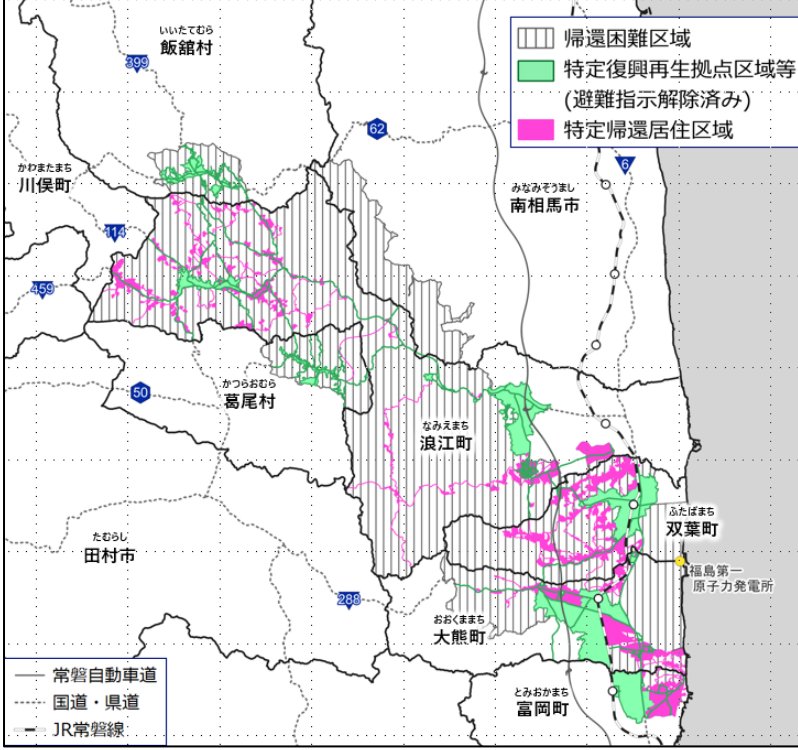 帰還困難区域
特定復興再生拠点区域等
(避難指示解除済み)
特定帰還居住区域
いいたてむら
飯舘村
399
62
6
かわまたまち
川俣町
みなみそうまし
南相馬市
114
459
50
かつらおむら
葛尾村
なみえまち
浪江町
ふたばまち
双葉町
たむらし
田村市
福島第一
原子力発電所
288
おおくままち
大熊町
とみおかまち
富岡町
常磐自動車道
国道・県道
JR常磐線